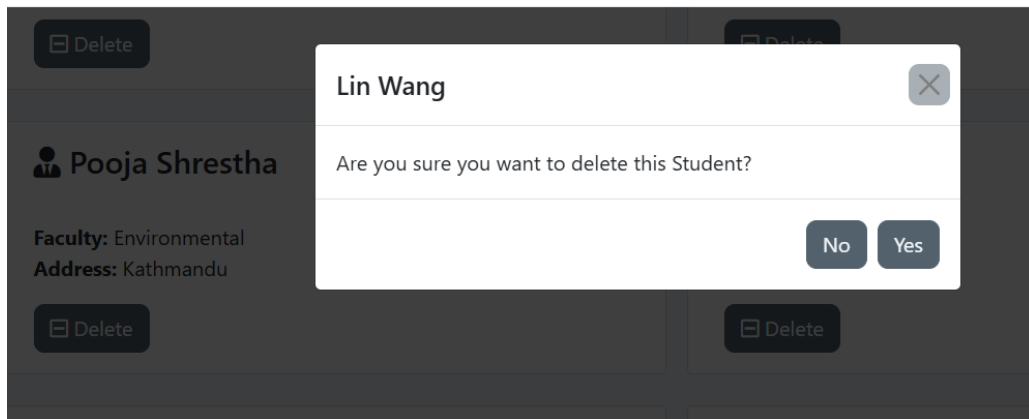 Delete
Delete
Lin Wang
Are you sure you want to delete this Student?
No Yes
Pooja Shrestha
Faculty: Environmental
Address: Kathmandu
Delete
Delete